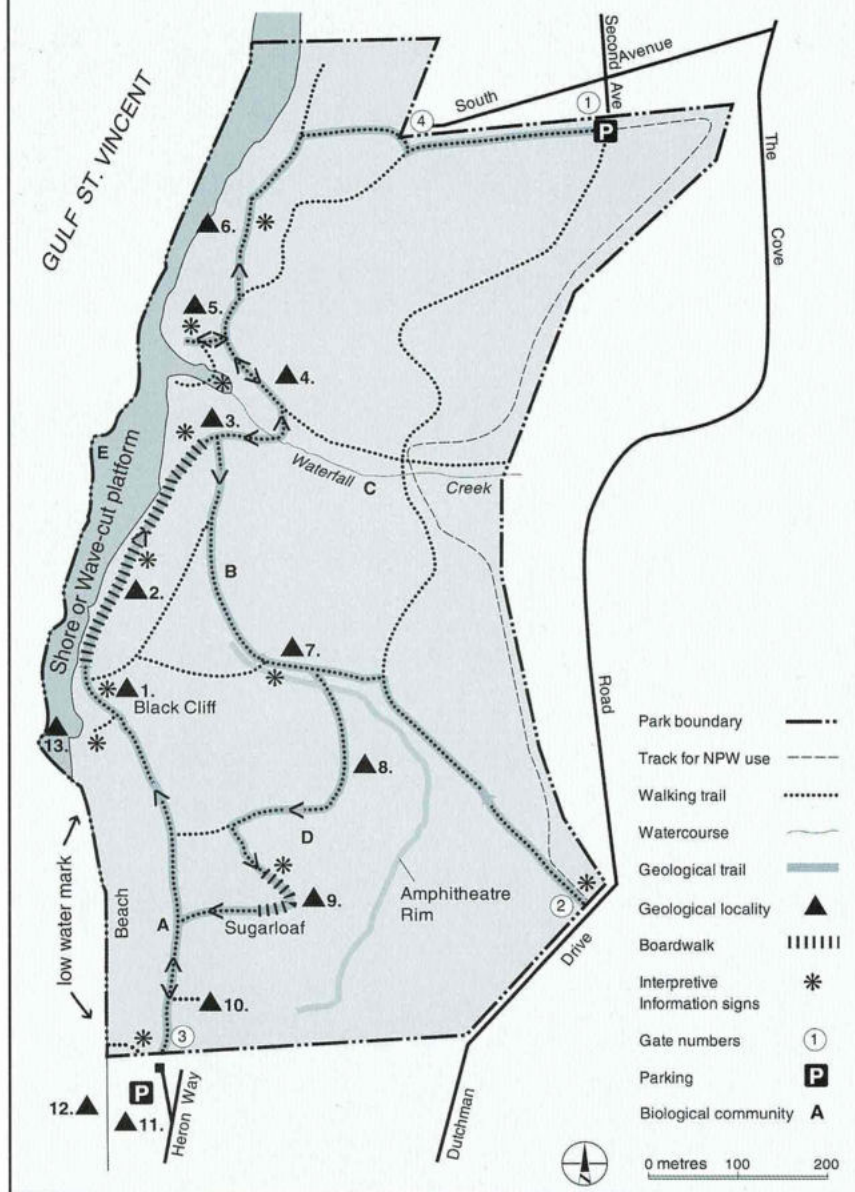 GULF ST. VINCENT
Second Ave
South Avenue
The Cove Road
1
P
4
6.
5.
4.
3.
E
Shore or Wave-cut platform
Waterfall C Creek
B
2.
7.
1.
Black Cliff
13.
8.
D
low water mark
Beach
A
9.
Sugarloaf
Amphitheatre
Rim
2
10.
3
Drive
Dutchman
P
Heron Way
12.
11.
Park boundary
Track for NPW use
Walking trail
Watercourse
Geological trail
Geological locality
Boardwalk
Interpretive
Information signs
Gate numbers 1
Parking P
Biological community A
N
0 metres 100 200